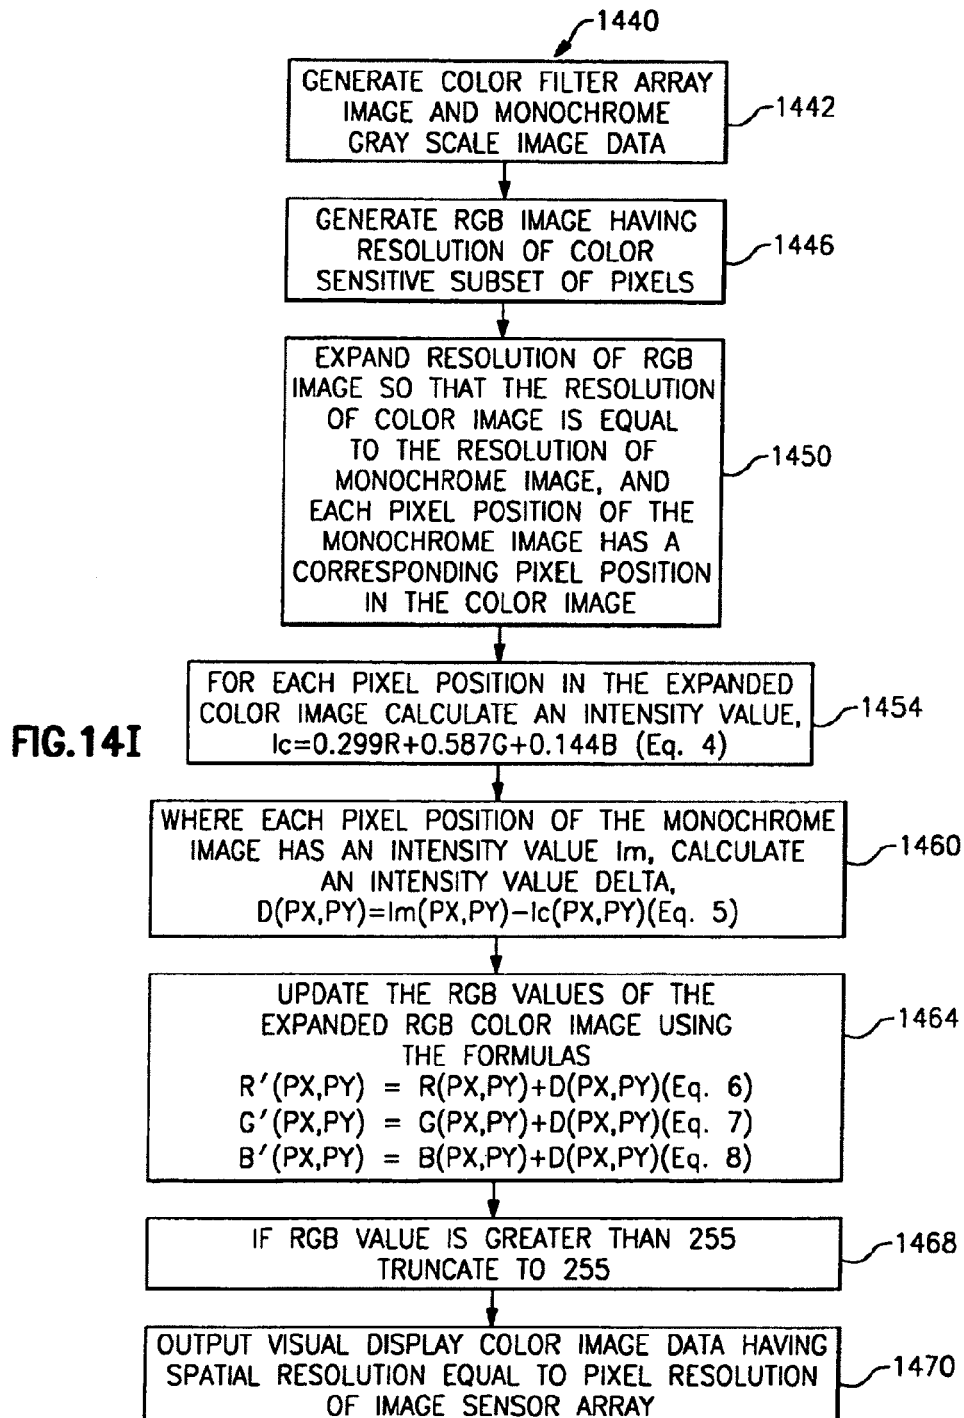 1440
GENERATE COLOR FILTER ARRAY
IMAGE AND MONOCHROME
GRAY SCALE IMAGE DATA
1442
GENERATE RGB IMAGE HAVING
RESOLUTION OF COLOR
SENSITIVE SUBSET OF PIXELS
1446
EXPAND RESOLUTION OF RGB
IMAGE SO THAT THE RESOLUTION
OF COLOR IMAGE IS EQUAL
TO THE RESOLUTION OF
MONOCHROME IMAGE, AND
EACH PIXEL POSITION OF THE
MONOCHROME IMAGE HAS A
CORRESPONDING PIXEL POSITION
IN THE COLOR IMAGE
1450
FOR EACH PIXEL POSITION IN THE EXPANDED
COLOR IMAGE CALCULATE AN INTENSITY VALUE,
Ic=0.299R+0.587G+0.144B (Eq. 4)
1454
FIG.14I
WHERE EACH PIXEL POSITION OF THE MONOCHROME
IMAGE HAS AN INTENSITY VALUE Im, CALCULATE
AN INTENSITY VALUE DELTA,
D(PX,PY)=Im(PX,PY)-Ic(PX,PY)(Eq. 5)
1460
UPDATE THE RGB VALUES OF THE
EXPANDED RGB COLOR IMAGE USING
THE FORMULAS
R'(PX,PY) = R(PX,PY)+D(PX,PY)(Eq. 6)
G'(PX,PY) = G(PX,PY)+D(PX,PY)(Eq. 7)
B'(PX,PY) = B(PX,PY)+D(PX,PY)(Eq. 8)
1464
IF RGB VALUE IS GREATER THAN 255
TRUNCATE TO 255
1468
OUTPUT VISUAL DISPLAY COLOR IMAGE DATA HAVING
SPATIAL RESOLUTION EQUAL TO PIXEL RESOLUTION
OF IMAGE SENSOR ARRAY
1470